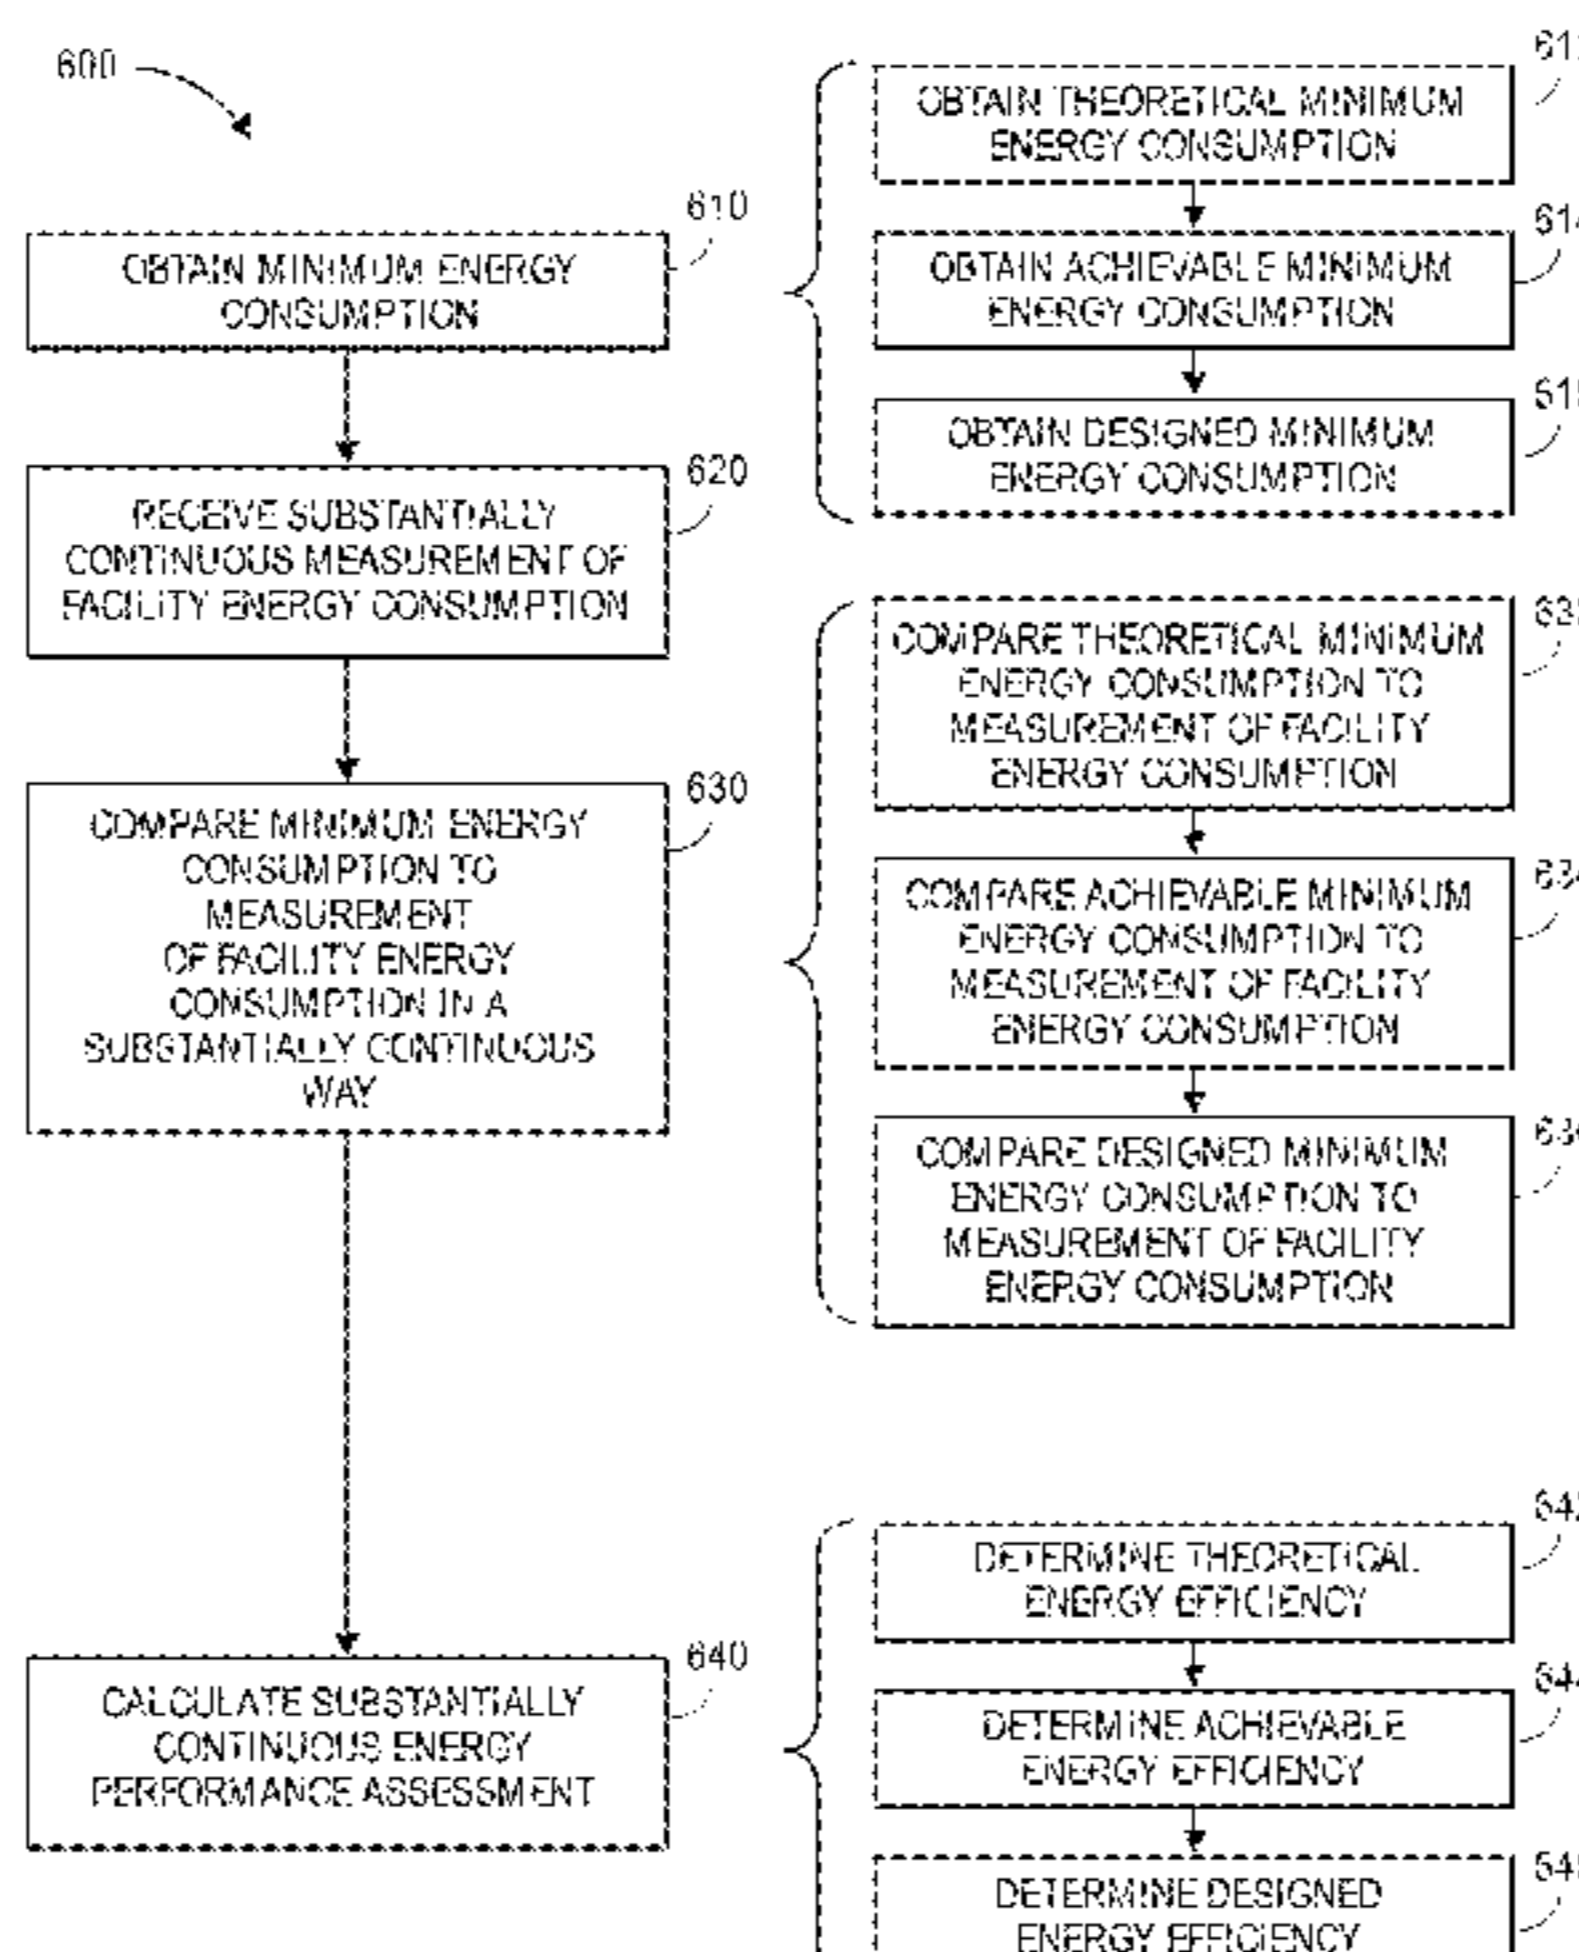 600
610
OBTAIN MINIMUM ENERGY
CONSUMPTION
620
RECEIVE SUBSTANTIALLY
CONTINUOUS MEASUREMENT OF
FACILITY ENERGY CONSUMPTION
630
COMPARE MINIMUM ENERGY
CONSUMPTION TO
MEASUREMENT
OF FACILITY ENERGY
CONSUMPTION IN A
SUBSTANTIALLY CONTINUOUS
WAY
640
CALCULATE SUBSTANTIALLY
CONTINUOUS ENERGY
PERFORMANCE ASSESSMENT
OBTAIN THEORETICAL MINIMUM
ENERGY CONSUMPTION
OBTAIN ACHIEVABLE MINIMUM
ENERGY CONSUMPTION
OBTAIN DESIGNED MINIMUM
ENERGY CONSUMPTION
COMPARE THEORETICAL MINIMUM
ENERGY CONSUMPTION TO
MEASUREMENT OF FACILITY
ENERGY CONSUMPTION
COMPARE ACHIEVABLE MINIMUM
ENERGY CONSUMPTION TO
MEASUREMENT OF FACILITY
ENERGY CONSUMPTION
COMPARE DESIGNED MINIMUM
ENERGY CONSUMPTION TO
MEASUREMENT OF FACILITY
ENERGY CONSUMPTION
DETERMINE THEORETICAL
ENERGY EFFICIENCY
DETERMINE ACHIEVABLE
ENERGY EFFICIENCY
DETERMINE DESIGNED
ENERGY EFFICIENCY